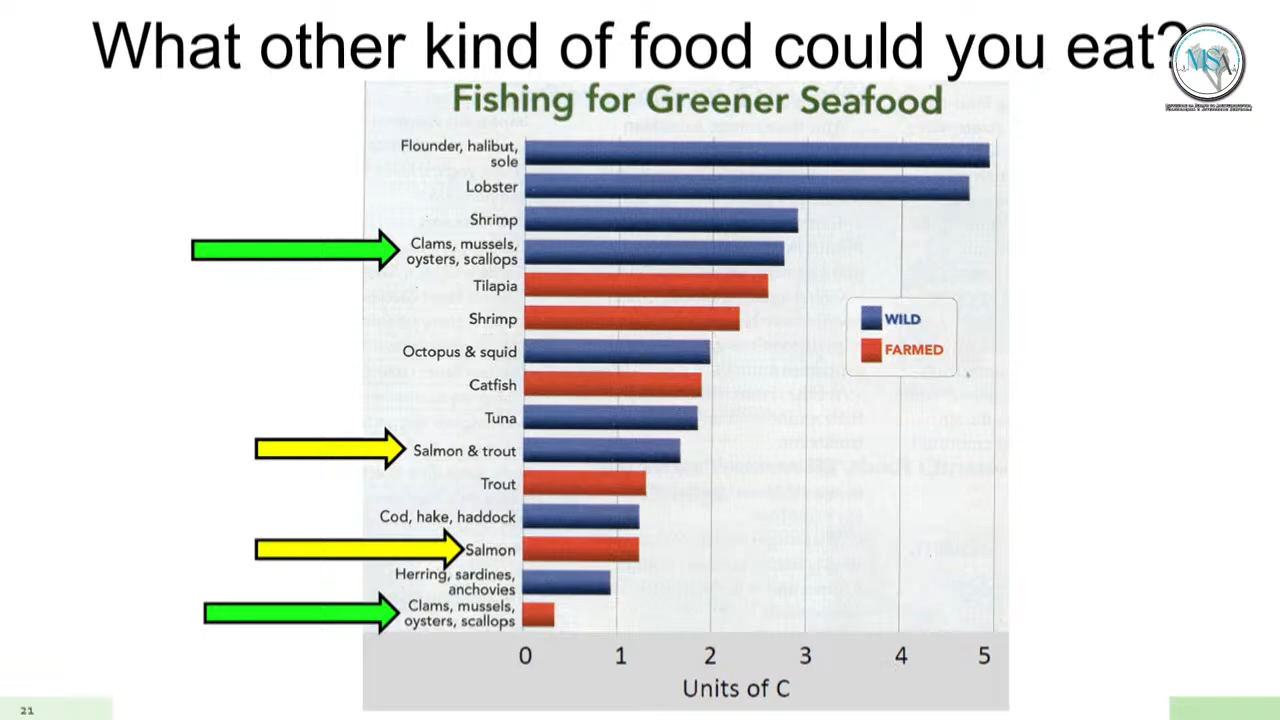 What other kind of food could you eat?
MSA
Fishing for Greener Seafood
Flounder, halibut,
sole
Lobster
Shrimp
Clams, mussels,
oysters, scallops
Tilapia
Shrimp
Octopus & squid
Catfish
Tuna
Salmon & trout
Trout
Cod, hake, haddock
Salmon
Herring, sardines,
anchovies
Clams, mussels,
oysters, scallops
WILD
FARMED
0 1 2 3 4 5
Units of C
21